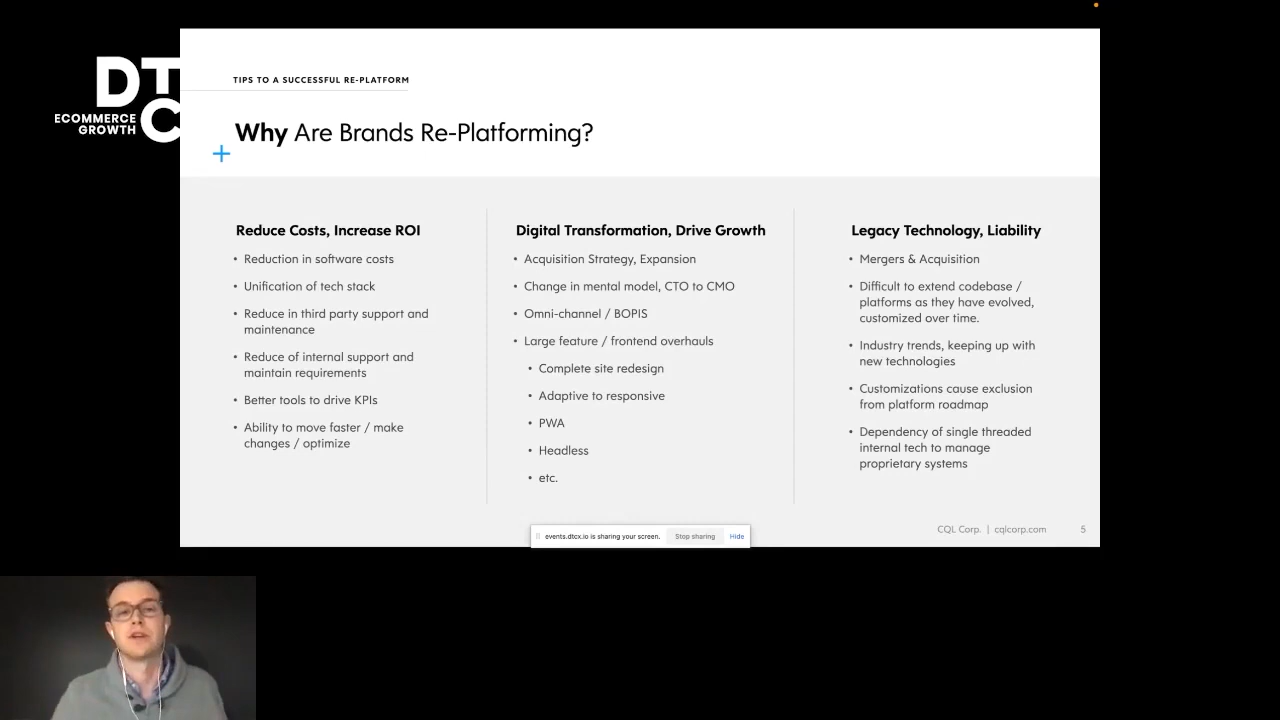 DT
C
ECOMMERCE
GROWTH
TIPS TO A SUCCESSFUL RE-PLATFORM
Why Are Brands Re-Platforming?
Reduce Costs, Increase ROI
• Reduction in software costs
• Unification of tech stack
• Reduce in third party support and
maintenance
• Reduce of internal support and
maintain requirements
• Better tools to drive KPIs
• Ability to move faster / make
changes / optimize
Digital Transformation, Drive Growth
• Acquisition Strategy, Expansion
• Change in mental model, CTO to CMO
• Omni-channel / BOPIS
• Large feature / frontend overhauls
• Complete site redesign
• Adaptive to responsive
• PWA
• Headless
• etc.
Legacy Technology, Liability
• Mergers & Acquisition
• Difficult to extend codebase /
platforms as they have evolved,
customized over time.
• Industry trends, keeping up with
new technologies
• Customizations cause exclusion
from platform roadmap
• Dependency of single threaded
internal tech to manage
proprietary systems
CQL Corp. | cqlcorp.com 5
events.dtcx.io is sharing your screen. Stop sharing Hide